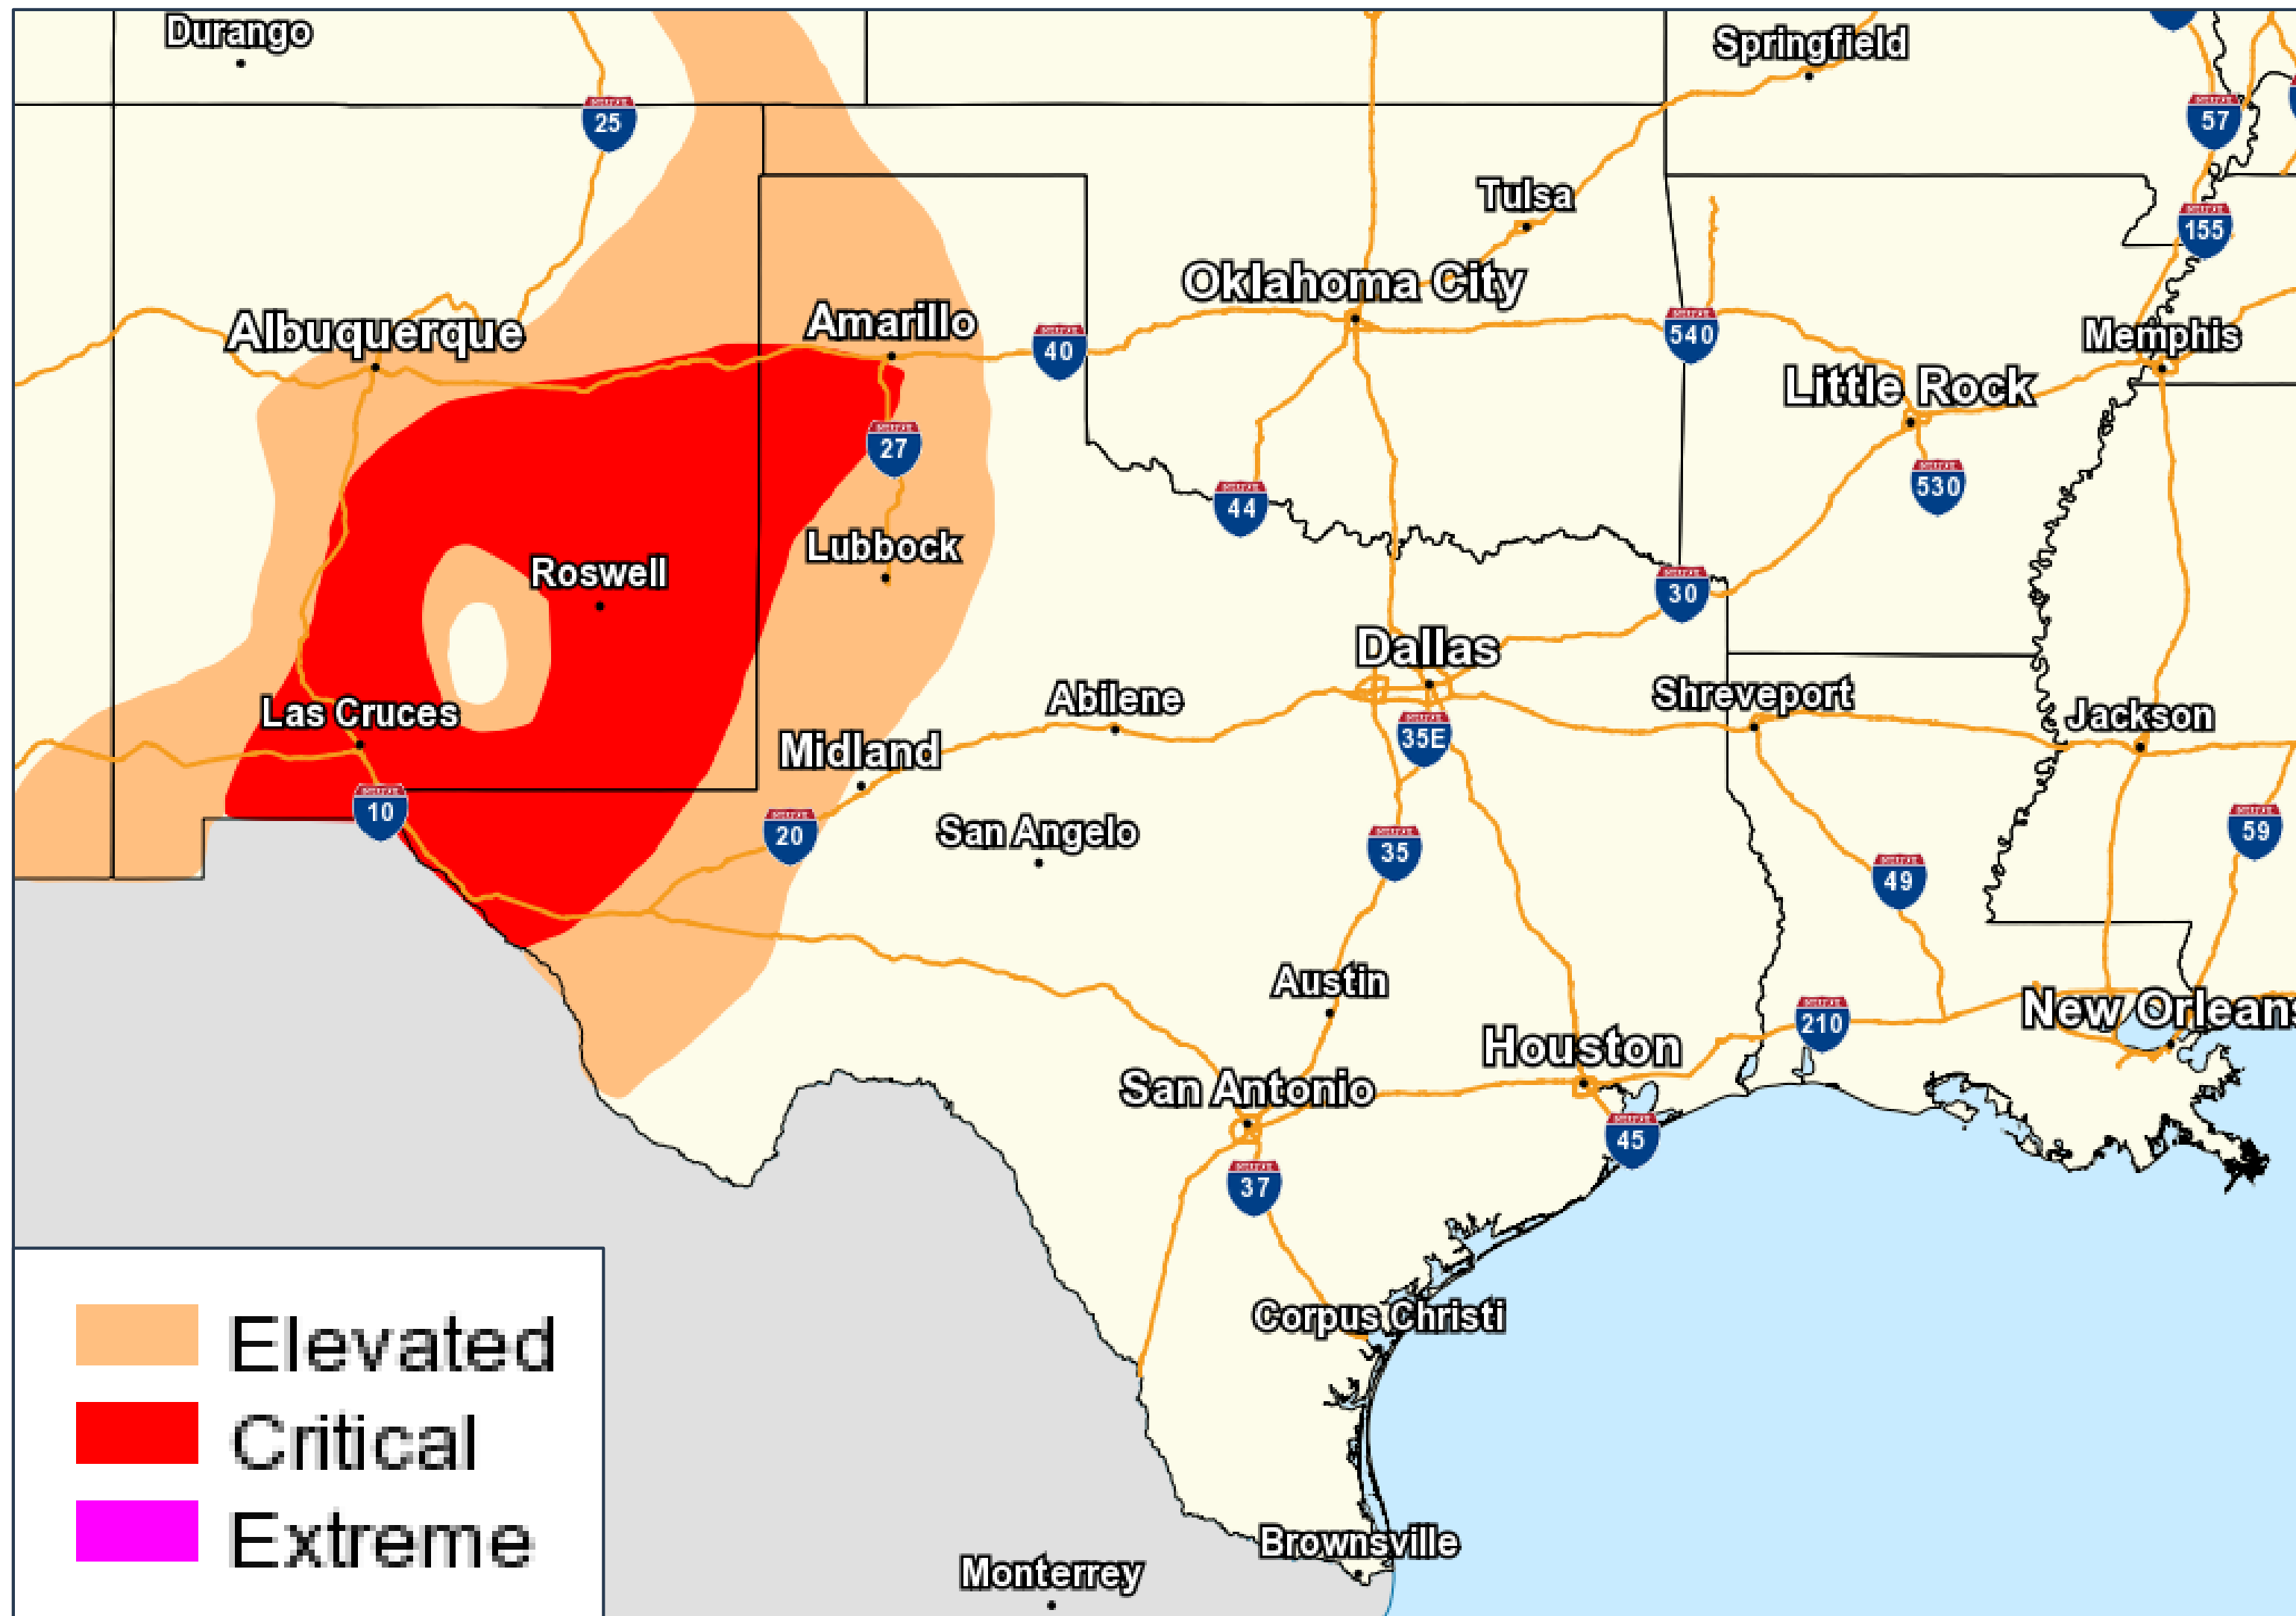 Durango
Springfield
25
57
Tulsa
155
Oklahoma City
Albuquerque
Amarillo
40
540
Memphis
Little Rock
27
530
44
Lubbock
Roswell
30
Dallas
Abilene
Shreveport
Las Cruces
Jackson
35E
Midland
10
20
San Angelo
35
59
49
Austin
New Orleans
210
Houston
San Antonio
45
37
Corpus Christi
Elevated
Critical
Extreme
Brownsville
Monterrey